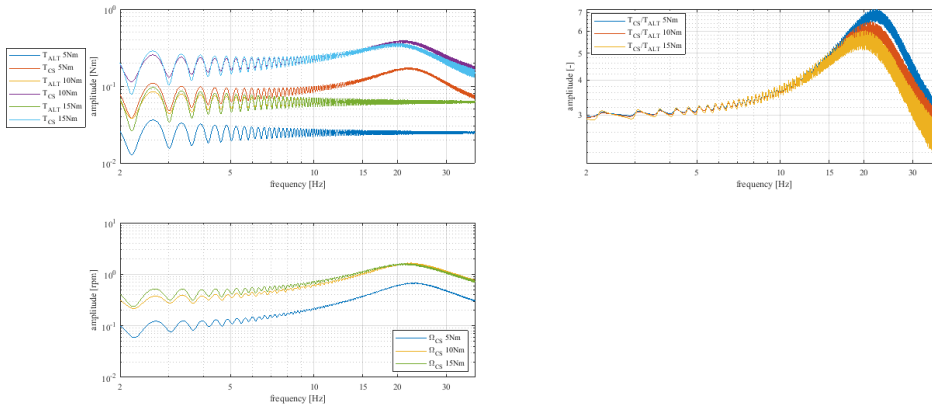 T_ALT 5Nm
T_CS 5Nm
T_ALT 10Nm
T_CS 10Nm
T_ALT 15Nm
T_CS 15Nm
amplitude [Nm]
10^0
10^-1
10^-2
2 5 10 20 30
frequency [Hz]
T_CS/T_ALT 5Nm
T_CS/T_ALT 10Nm
T_CS/T_ALT 15Nm
amplitude [-]
7
6
5
4
3
2 5 10 20 30
frequency [Hz]
amplitude [rpm]
10^1
10^0
10^-1
10^-2
2 5 10 20 30
frequency [Hz]
Ω_CS 5Nm
Ω_CS 10Nm
Ω_CS 15Nm